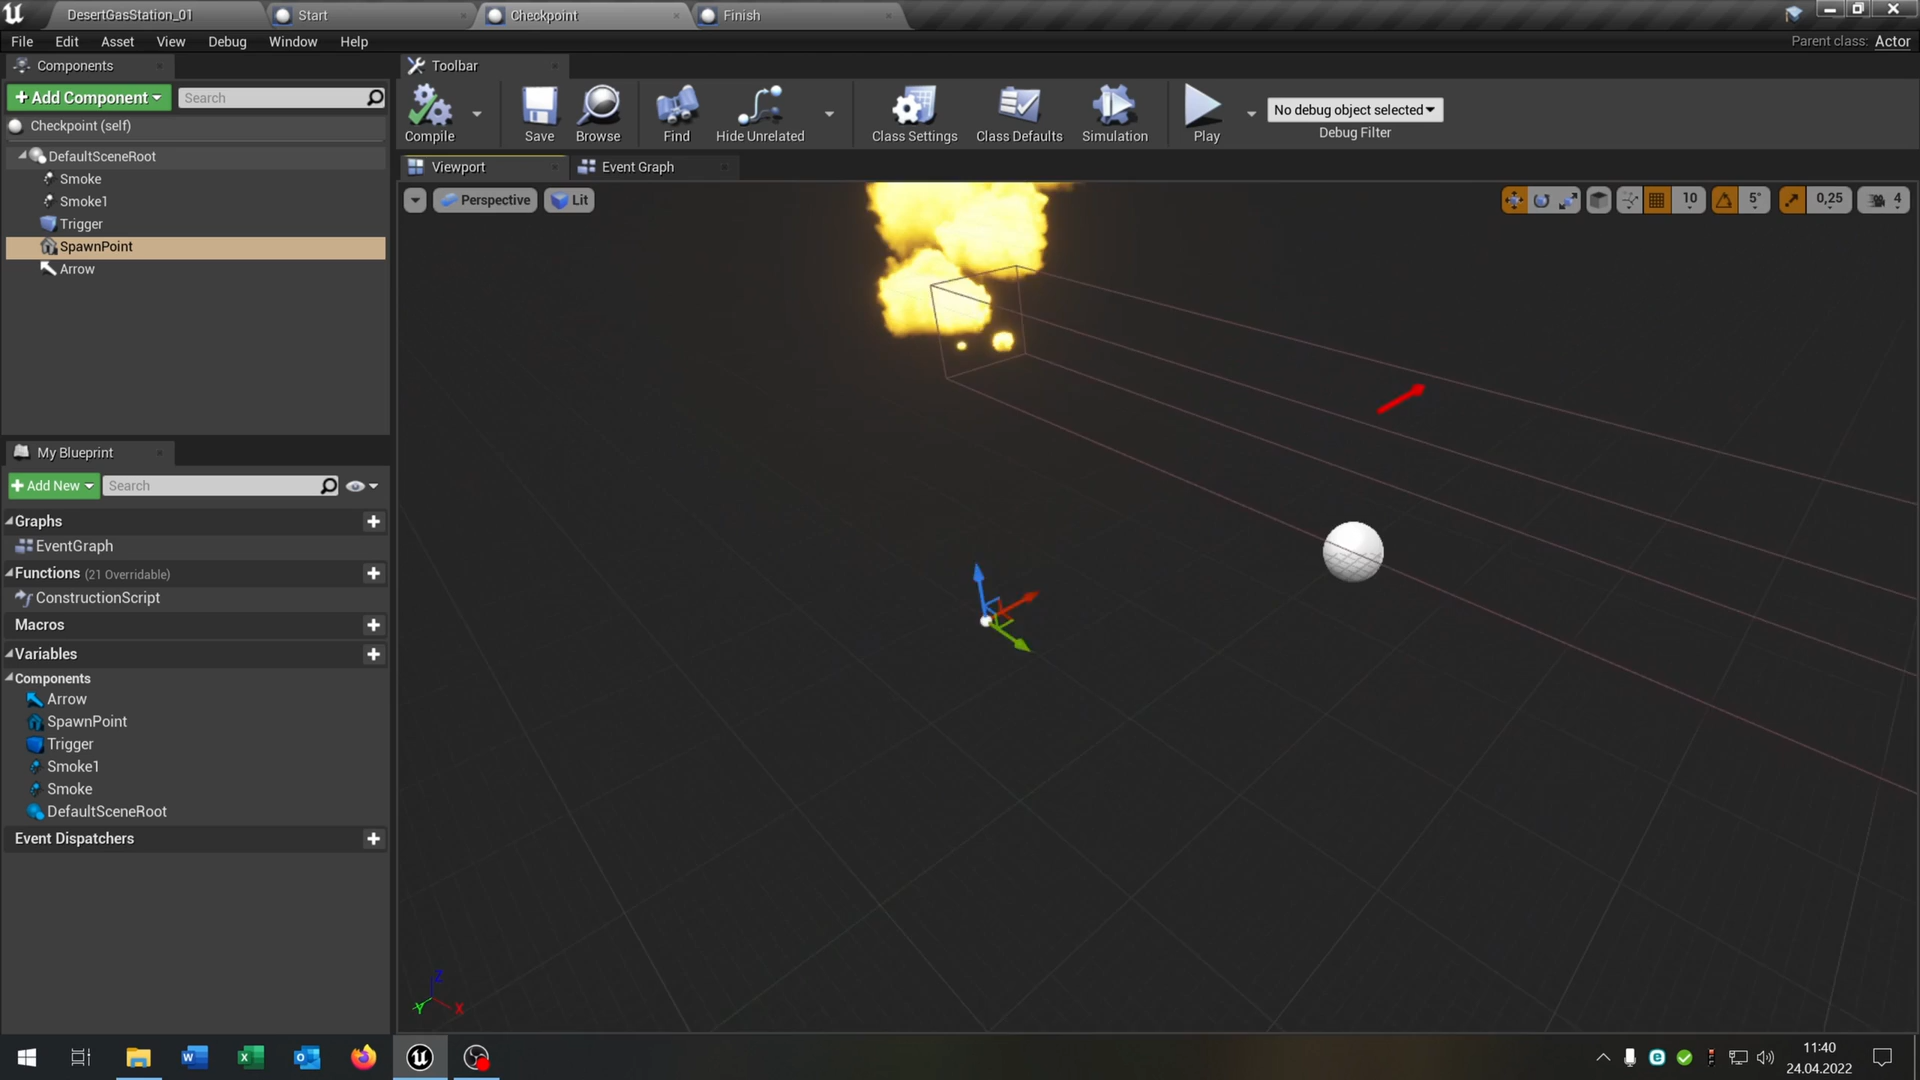 DesertGasStation_01
Start
Checkpoint
Finish
File Edit Asset View Debug Window Help
Parent class: Actor
Components
Toolbar
+ Add Component
Search
Checkpoint (self)
DefaultSceneRoot
Smoke
Smoke1
Trigger
SpawnPoint
Arrow
Compile
Save
Browse
Find
Hide Unrelated
Class Settings
Class Defaults
Simulation
Play
No debug object selected
Debug Filter
Viewport
Event Graph
Perspective
Lit
10
5°
0,25
4
My Blueprint
+ Add New
Search
Graphs
EventGraph
Functions (21 Overridable)
ConstructionScript
Macros
Variables
Components
Arrow
SpawnPoint
Trigger
Smoke1
Smoke
DefaultSceneRoot
Event Dispatchers
Z
Y
X
11:40
24.04.2022